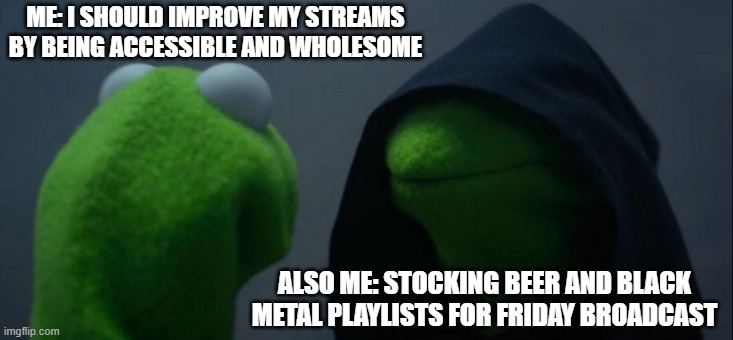 ME: I SHOULD IMPROVE MY STREAMS
BY BEING ACCESSIBLE AND WHOLESOME
ALSO ME: STOCKING BEER AND BLACK
METAL PLAYLISTS FOR FRIDAY BROADCAST
imgflip.com